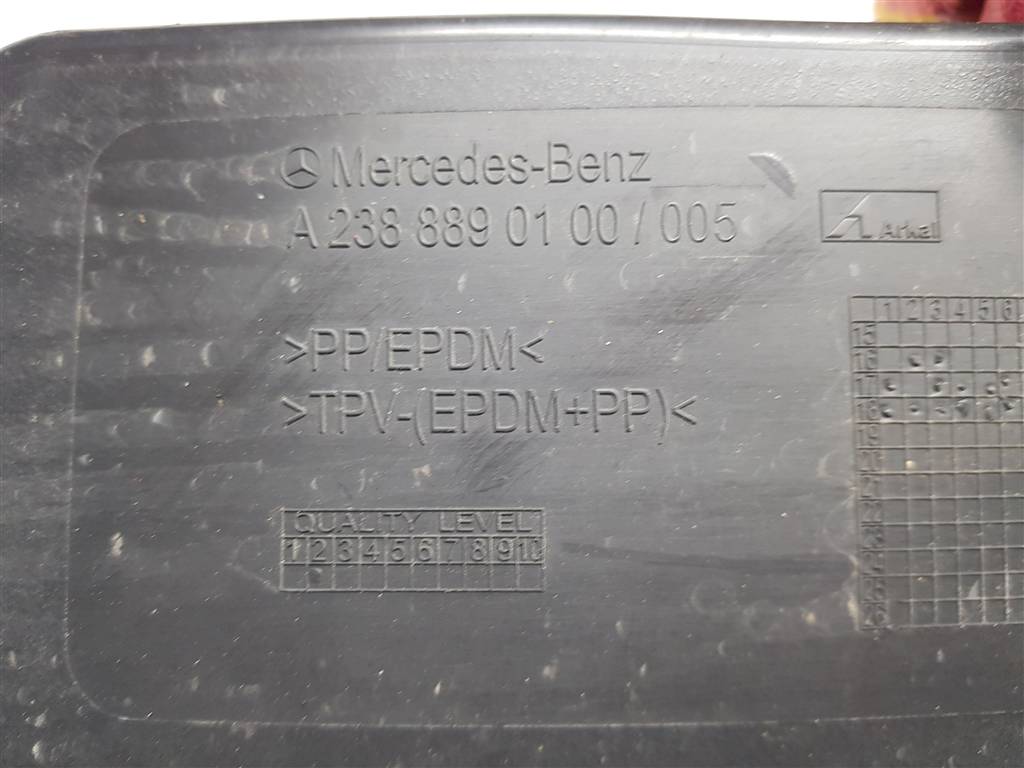 Mercedes-Benz
A 238 889 01 00 / 005
Arkal
>PP/EPDM<
>TPV-(EPDM+PP)<
1 2 3 4 5 6
15
16
17
18
19
20
21
22
23
24
25
26
QUALITY LEVEL
1 2 3 4 5 6 7 8 9 10